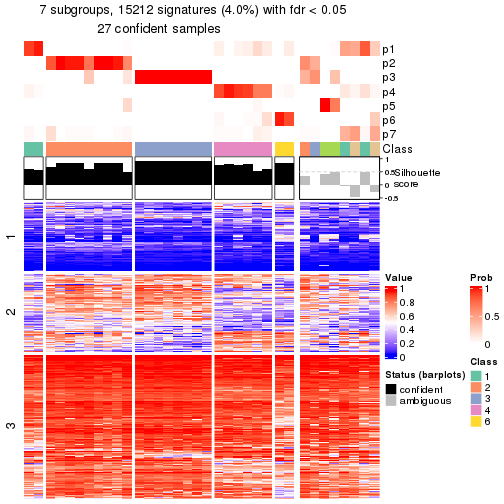 7 subgroups, 15212 signatures (4.0%) with fdr < 0.05
27 confident samples
p1
p2
p3
p4
p5
p6
p7
Class
1
0.5
0
-0.5
Silhouette
score
1
2
3
Value
1
0.8
0.6
0.4
0.2
0
Status (barplots)
confident
ambiguous
Prob
1
0.5
0
Class
1
2
3
4
6